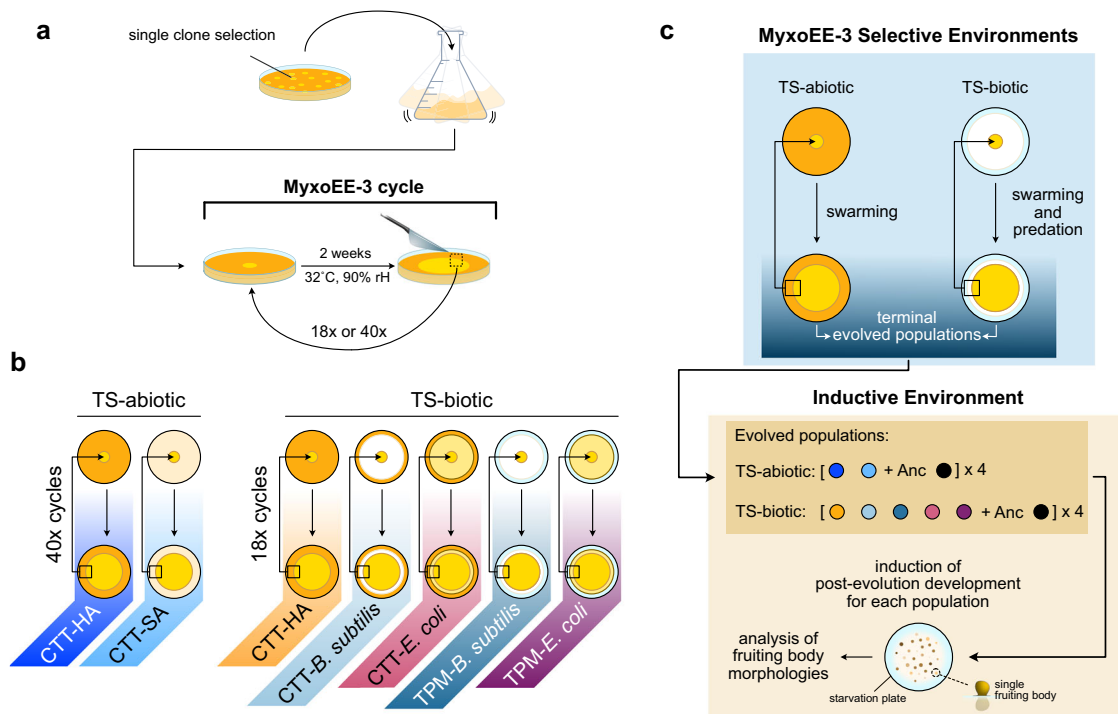 a
single clone selection
MyxoEE-3 cycle
2 weeks
32°C, 90% rH
18x or 40x
b
TS-abiotic
TS-biotic
40x cycles
18x cycles
CTT-HA
CTT-SA
CTT-HA
CTT-B. subtilis
CTT-E. coli
TPM-B. subtilis
TPM-E. coli
c
MyxoEE-3 Selective Environments
TS-abiotic
TS-biotic
swarming
swarming
and
predation
terminal
evolved populations
Inductive Environment
Evolved populations:
TS-abiotic: [ + Anc ] x 4
TS-biotic: [ + Anc ] x 4
induction of
post-evolution development
for each population
analysis of
fruiting body
morphologies
starvation plate
single
fruiting body